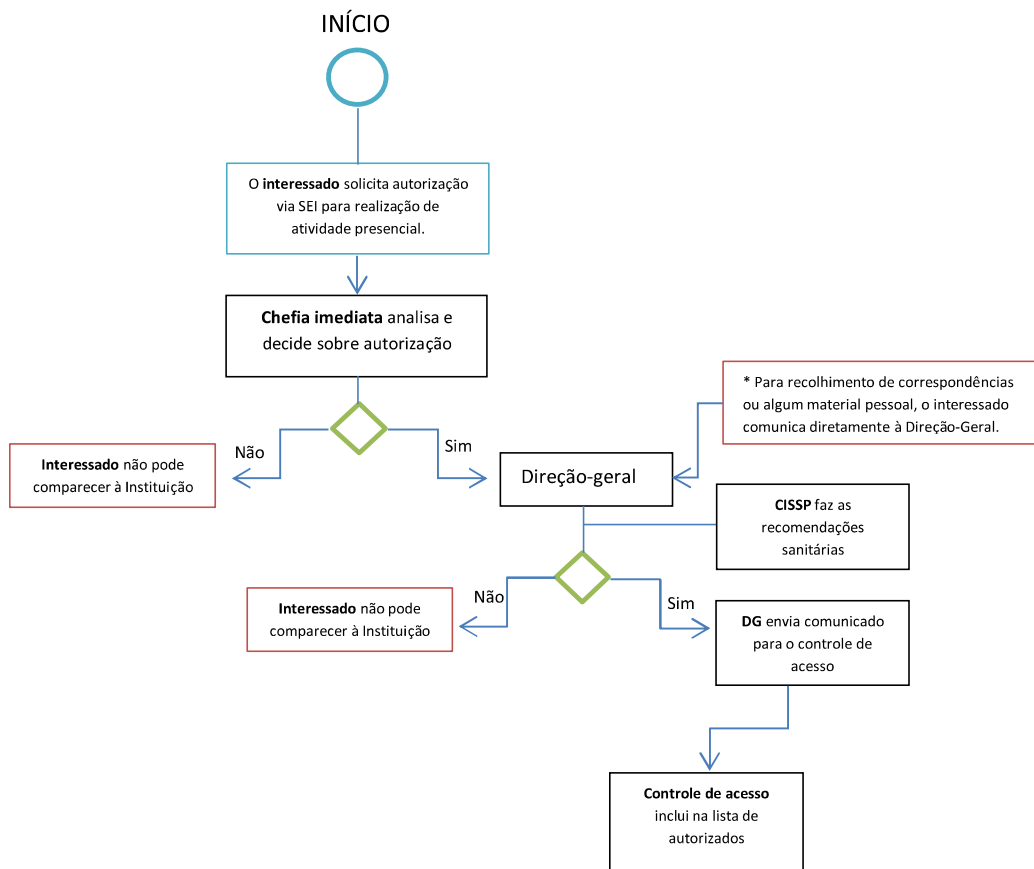 INÍCIO
O interessado solicita autorização
via SEI para realização de
atividade presencial.
Chefia imediata analisa e
decide sobre autorização
* Para recolhimento de correspondências
ou algum material pessoal, o interessado
comunica diretamente à Direção-Geral.
Não
Sim
Interessado não pode
comparecer à Instituição
Direção-geral
CISSP faz as
recomendações
sanitárias
Não
Sim
Interessado não pode
comparecer à Instituição
DG envia comunicado
para o controle de
acesso
Controle de acesso
inclui na lista de
autorizados